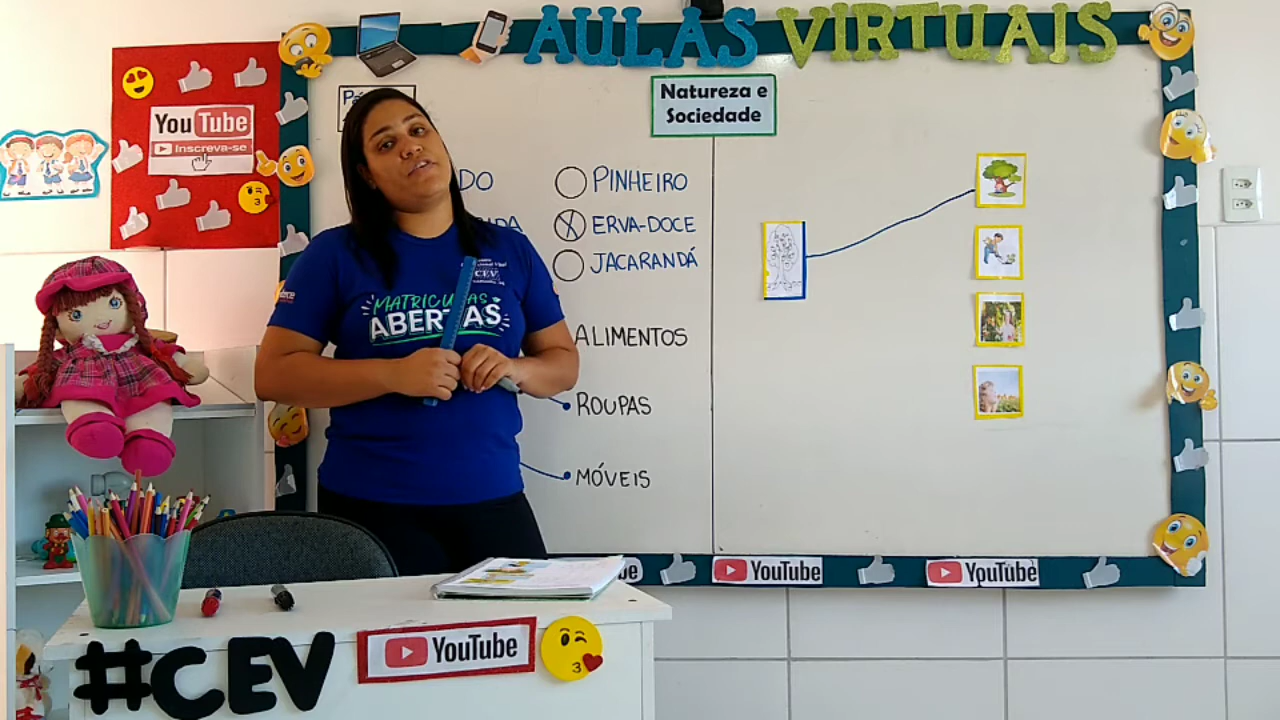 AULAS VIRTUAIS
Natureza e
Sociedade
YouTube
Inscreva-se
PINHEIRO
ERVA-DOCE
JACARANDÁ
ALIMENTOS
ROUPAS
MÓVEIS
CEV
MATRÍCULAS
ABERTAS
YouTube
YouTube
#CEV
YouTube